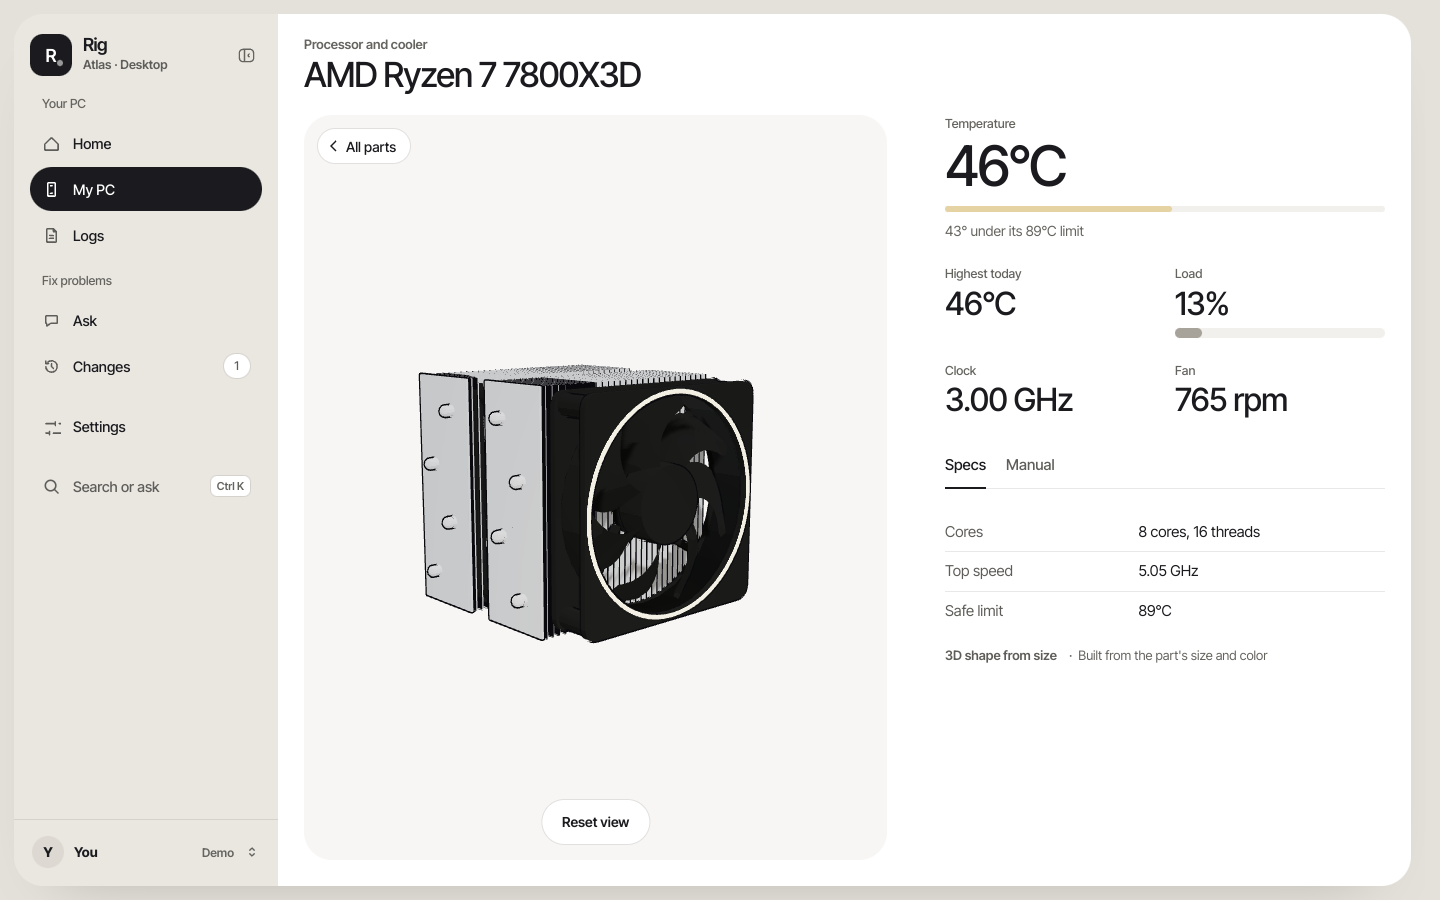 R
Rig
Atlas · Desktop
Your PC
Home
My PC
Logs
Fix problems
Ask
Changes
1
Settings
Search or ask
Ctrl K
Y
You
Demo
Processor and cooler
AMD Ryzen 7 7800X3D
All parts
Reset view
Temperature
46°C
43° under its 89°C limit
Highest today
46°C
Load
13%
Clock
3.00 GHz
Fan
765 rpm
Specs
Manual
Cores
8 cores, 16 threads
Top speed
5.05 GHz
Safe limit
89°C
3D shape from size · Built from the part's size and color